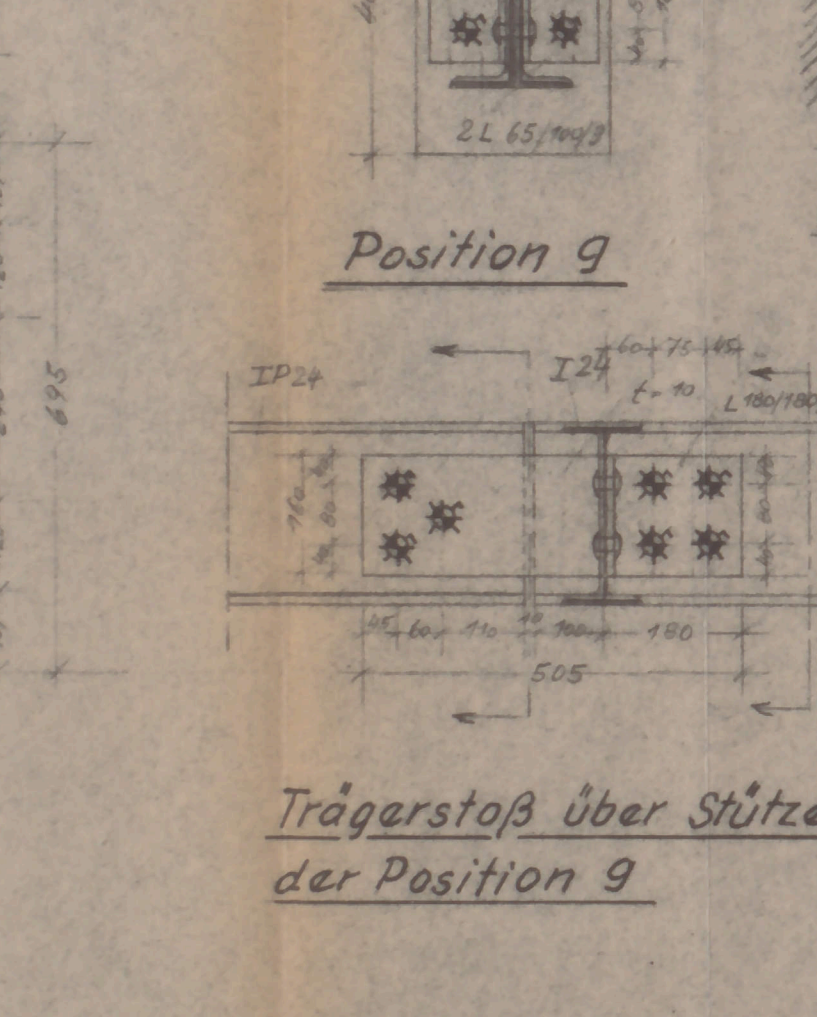 2 L 65/100/9
Position 9
60 75 45
IP24
I24
t = 10
L 180/180
695
160
80
80
45 60 110 10 100 180
505
Trägerstoß über Stütze
der Position 9